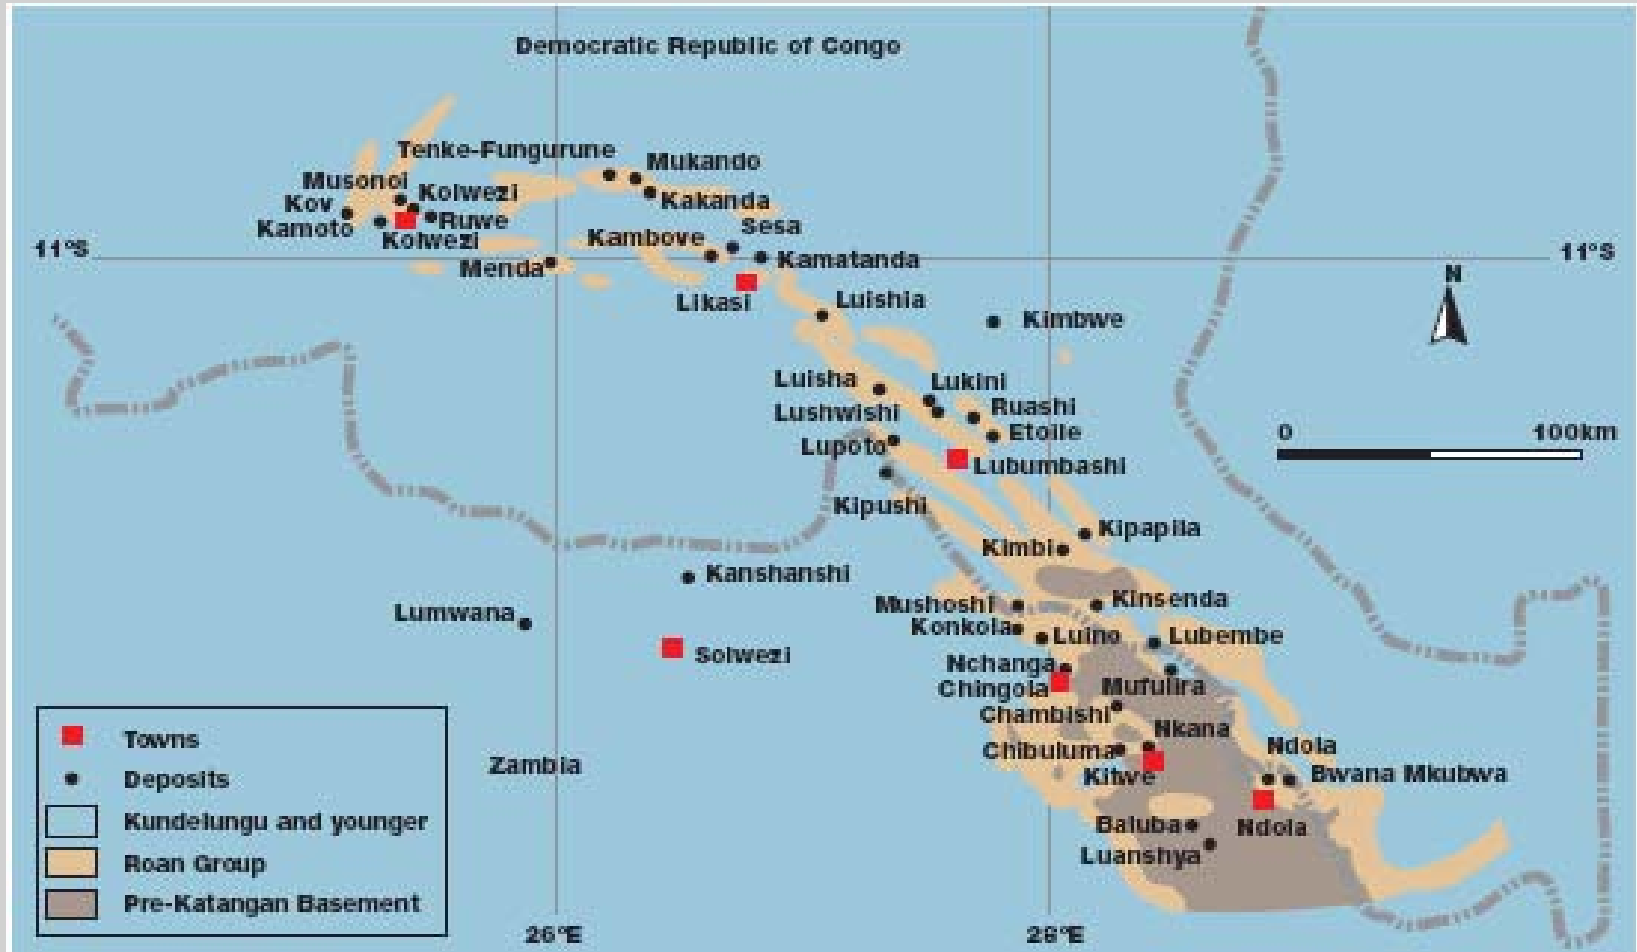 Democratic Republic of Congo
Tenke-Fungurune
Mukando
Musonoi
Kolwezi
Kakanda
Kov
Ruwe
Kamoto
Sesa
Kolwezi
Kambove
11°S
11°S
Menda
Kamatanda
N
Likasi
Luishia
Kimbwe
Luisha
Lukini
Lushwishi
Ruashi
Etoile
0
100km
Lupoto
Lubumbashi
Kipushi
Kipapila
Kimbi
Kanshanshi
Lumwana
Mushoshi
Kinsenda
Konkola
Luino
Lubembe
Solwezi
Nchanga
Chingola
Mufulira
Chambishi
Nkana
Chibuluma
Ndola
Kitwe
Bwana Mkubwa
Zambia
Baluba
Ndola
Luanshya
Towns
Deposits
Kundelungu and younger
Roan Group
Pre-Katangan Basement
26°E
28°E